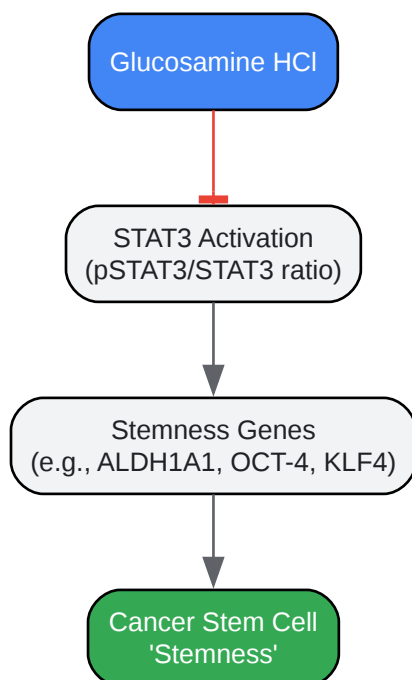 Glucosamine HCl
STAT3 Activation
(pSTAT3/STAT3 ratio)
Stemness Genes
(e.g., ALDH1A1, OCT-4, KLF4)
Cancer Stem Cell
'Stemness'